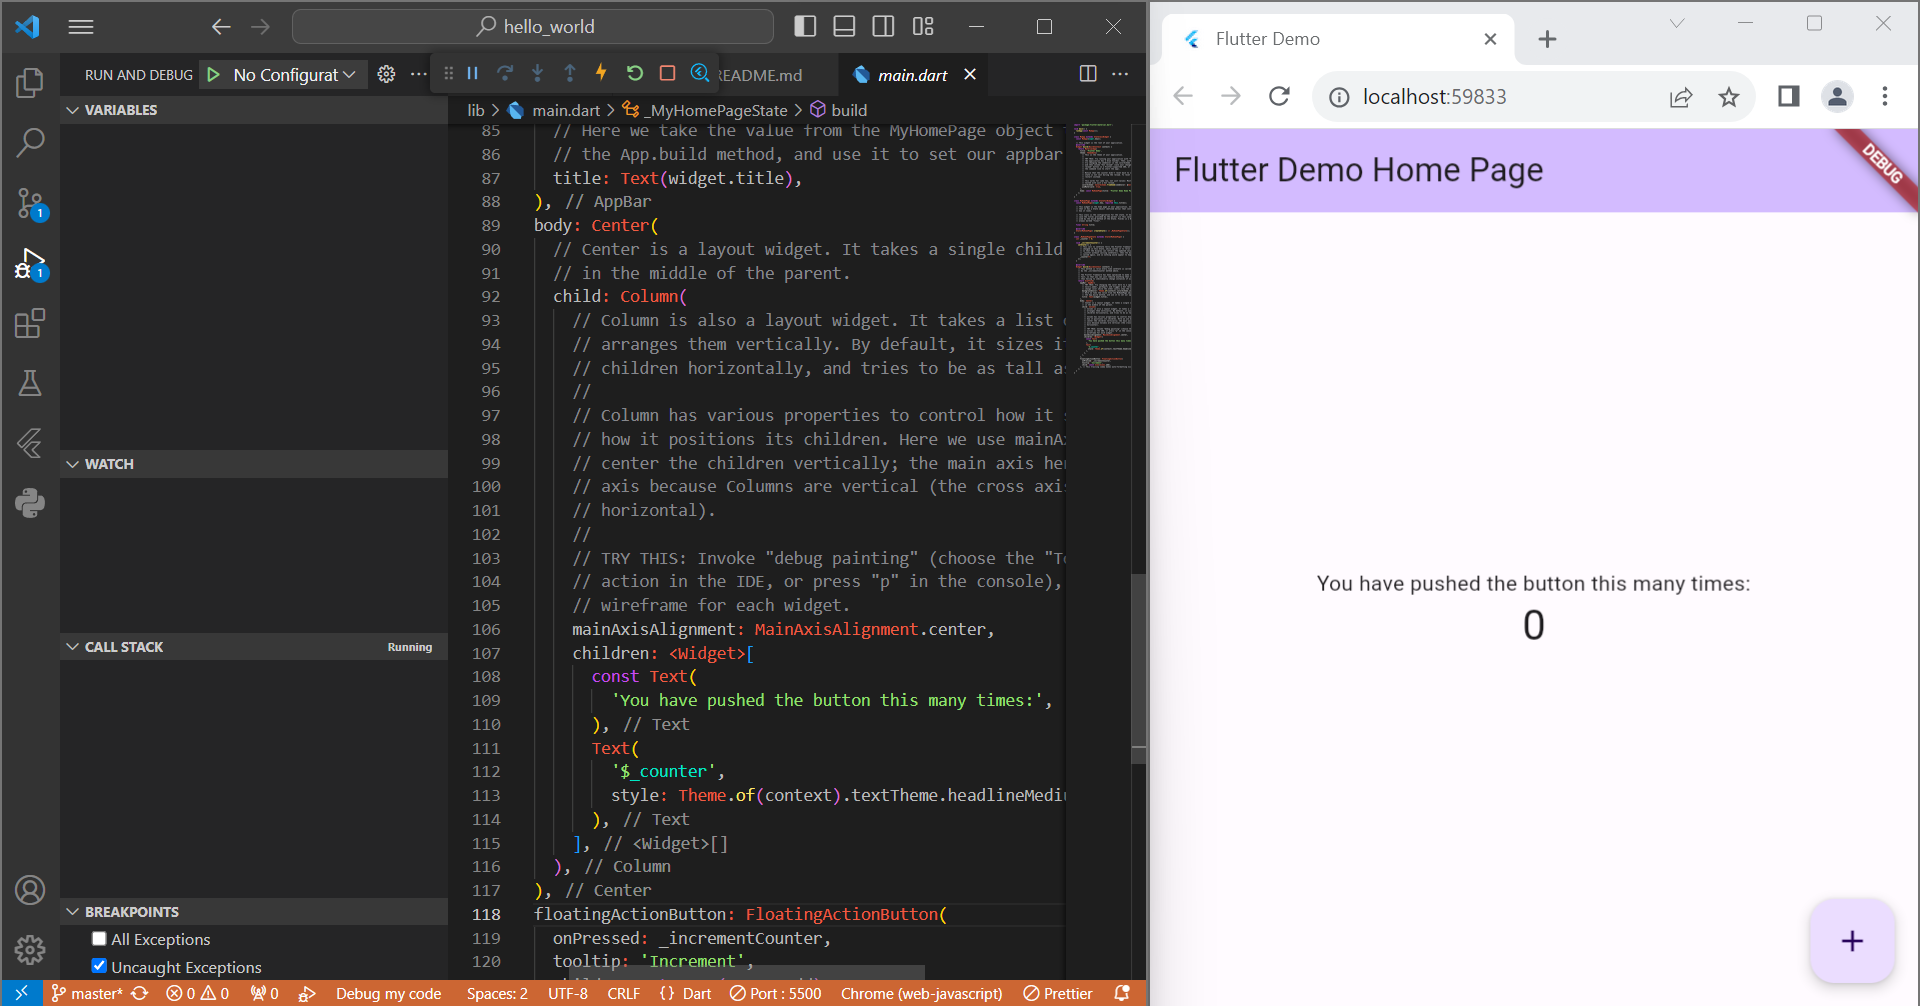 hello_world
RUN AND DEBUG
No Configurat
README.md
main.dart
VARIABLES
WATCH
CALL STACK
Running
BREAKPOINTS
All Exceptions
Uncaught Exceptions
lib > main.dart > _MyHomePageState > build
85 // Here we take the value from the MyHomePage object
86 // the App.build method, and use it to set our appbar
87 title: Text(widget.title),
88 ), // AppBar
89 body: Center(
90 // Center is a layout widget. It takes a single child
91 // in the middle of the parent.
92 child: Column(
93 // Column is also a layout widget. It takes a list
94 // arranges them vertically. By default, it sizes i
95 // children horizontally, and tries to be as tall a
96 //
97 // Column has various properties to control how it
98 // how it positions its children. Here we use mainA
99 // center the children vertically; the main axis he
100 // axis because Columns are vertical (the cross axi
101 // horizontal).
102 //
103 // TRY THIS: Invoke "debug painting" (choose the "T
104 // action in the IDE, or press "p" in the console),
105 // wireframe for each widget.
106 mainAxisAlignment: MainAxisAlignment.center,
107 children: <Widget>[
108 const Text(
109 'You have pushed the button this many times:',
110 ), // Text
111 Text(
112 '$_counter',
113 style: Theme.of(context).textTheme.headlineMedi
114 ), // Text
115 ], // <Widget>[]
116 ), // Column
117 ), // Center
118 floatingActionButton: FloatingActionButton(
119 onPressed: _incrementCounter,
120 tooltip: 'Increment',
1
1
master*
0 0
0
Debug my code
Spaces: 2
UTF-8
CRLF
{} Dart
Port : 5500
Chrome (web-javascript)
Prettier
Flutter Demo
localhost:59833
Flutter Demo Home Page
DEBUG
You have pushed the button this many times:
0
+